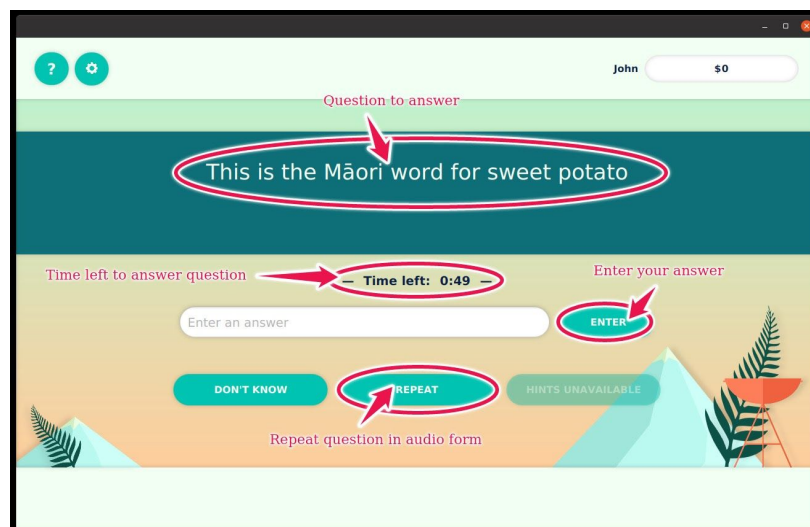 ?
John $0
Question to answer
This is the Māori word for sweet potato
Time left to answer question
— Time left: 0:49 —
Enter your answer
Enter an answer
ENTER
DON'T KNOW
REPEAT
HINTS UNAVAILABLE
Repeat question in audio form